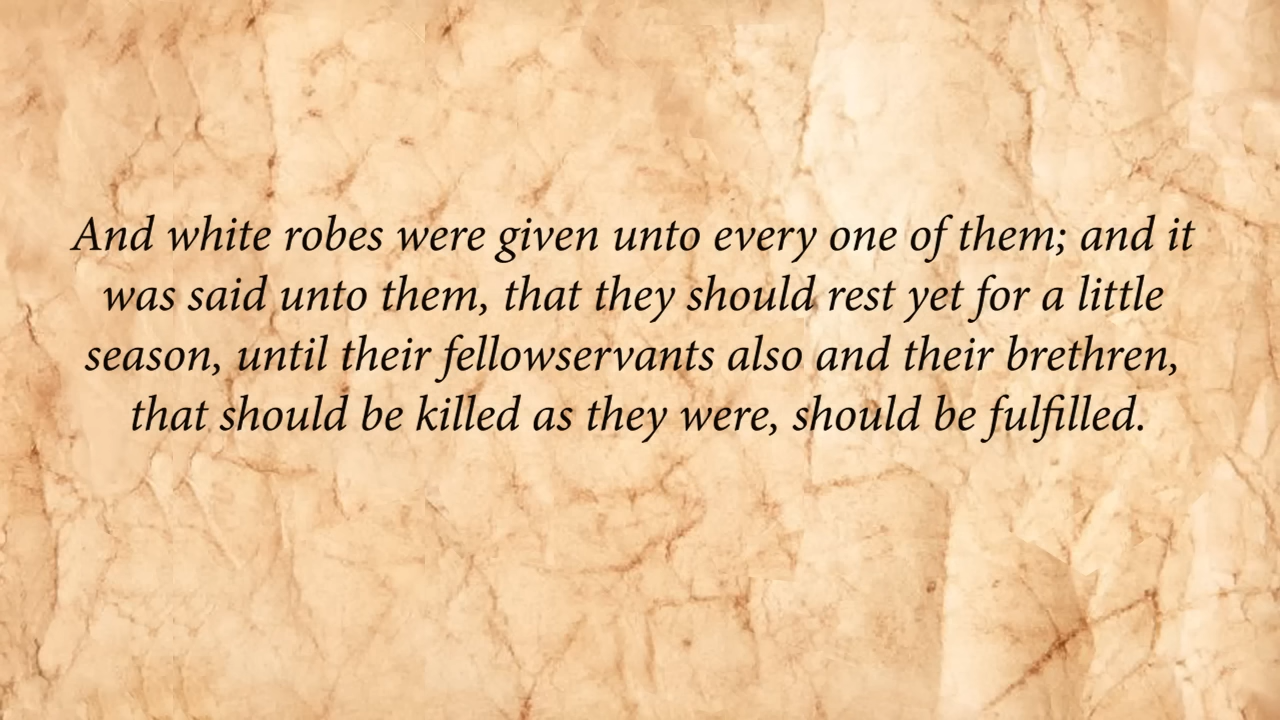 And white robes were given unto every one of them; and it
was said unto them, that they should rest yet for a little
season, until their fellowservants also and their brethren,
that should be killed as they were, should be fulfilled.